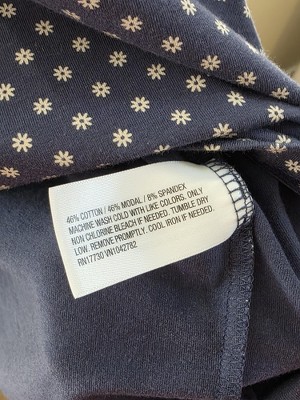 46% COTTON / 46% MODAL / 8% SPANDEX
MACHINE WASH COLD WITH LIKE COLORS. ONLY
NON CHLORINE BLEACH IF NEEDED. TUMBLE DRY
LOW. REMOVE PROMPTLY. COOL IRON IF NEEDED.
RN17730 VN1042782